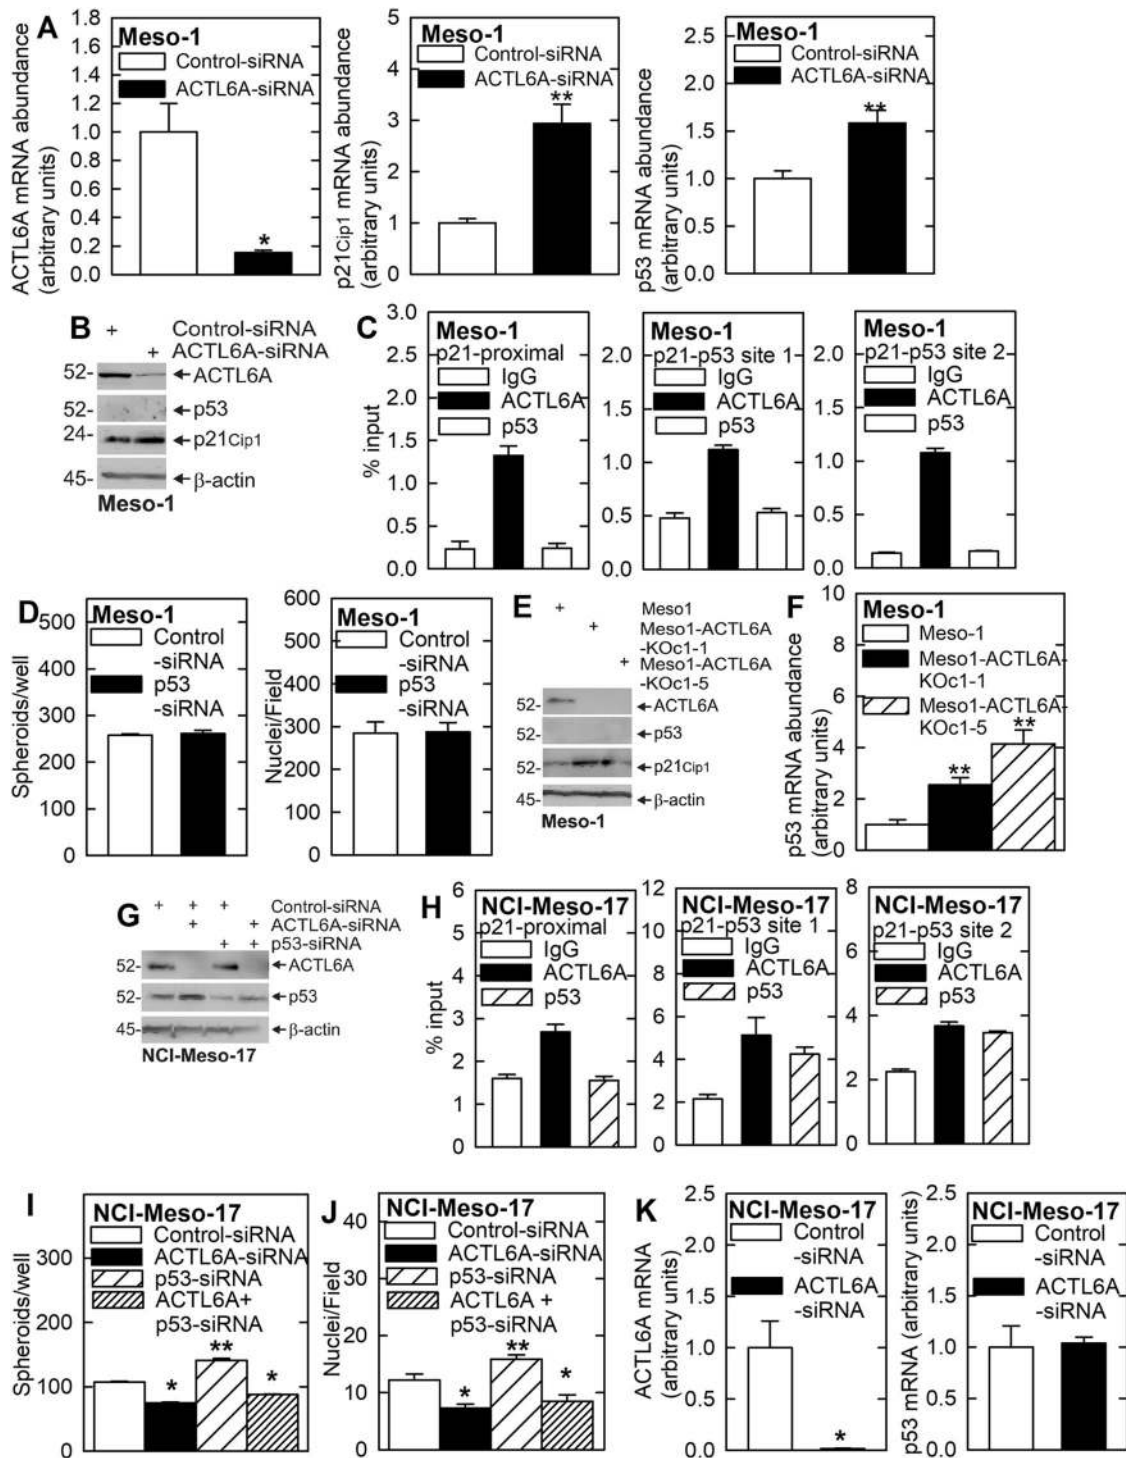 A
ACTL6A mRNA abundance
(arbitrary units)
1.8
1.6
1.4
1.2
1.0
0.8
0.6
0.4
0.2
0.0
Meso-1
Control-siRNA
ACTL6A-siRNA
*
p21Cip1 mRNA abundance
(arbitrary units)
5
4
3
2
1
0
Meso-1
Control-siRNA
ACTL6A-siRNA
**
p53 mRNA abundance
(arbitrary units)
2.5
2.0
1.5
1.0
0.5
0.0
Meso-1
Control-siRNA
ACTL6A-siRNA
**
B
+ Control-siRNA
+ ACTL6A-siRNA
52- ACTL6A
52- p53
24- p21Cip1
45- β-actin
Meso-1
C
% input
3.0
2.5
2.0
1.5
1.0
0.5
0.0
Meso-1
p21-proximal
IgG
ACTL6A
p53
2.0
1.5
1.0
0.5
0.0
Meso-1
p21-p53 site 1
IgG
ACTL6A
p53
2.0
1.5
1.0
0.5
0.0
Meso-1
p21-p53 site 2
IgG
ACTL6A
p53
D
Spheroids/well
500
400
300
200
100
0
Meso-1
Control
-siRNA
p53
-siRNA
Nuclei/Field
600
500
400
300
200
100
0
Meso-1
Control
-siRNA
p53
-siRNA
E
+ Meso1
+ Meso1-ACTL6A
-KOc1-1
+ Meso1-ACTL6A
-KOc1-5
52- ACTL6A
52- p53
52- p21Cip1
45- β-actin
Meso-1
F
p53 mRNA abundance
(arbitrary units)
10
8
6
4
2
0
Meso-1
Meso-1
Meso1-ACTL6A-
KOc1-1
Meso1-ACTL6A-
KOc1-5
**
**
G
+ + + Control-siRNA
+ + ACTL6A-siRNA
+ + p53-siRNA
52- ACTL6A
52- p53
45- β-actin
NCI-Meso-17
H
% input
6
5
4
3
2
1
0
NCI-Meso-17
p21-proximal
IgG
ACTL6A
p53
12
10
8
6
4
2
0
NCI-Meso-17
p21-p53 site 1
IgG
ACTL6A
p53
8
6
4
2
0
NCI-Meso-17
p21-p53 site 2
IgG
ACTL6A
p53
I
Spheroids/well
300
200
100
0
NCI-Meso-17
Control-siRNA
ACTL6A-siRNA
p53-siRNA
ACTL6A+
p53-siRNA
*
**
*
J
Nuclei/Field
40
30
20
10
0
NCI-Meso-17
Control-siRNA
ACTL6A-siRNA
p53-siRNA
ACTL6A +
p53-siRNA
*
**
*
K
ACTL6A mRNA
(arbitrary units)
2.5
2.0
1.5
1.0
0.5
0.0
NCI-Meso-17
Control
-siRNA
ACTL6A
-siRNA
*
p53 mRNA (arbitrary units)
2.5
2.0
1.5
1.0
0.5
0.0
NCI-Meso-17
Control
-siRNA
ACTL6A
-siRNA